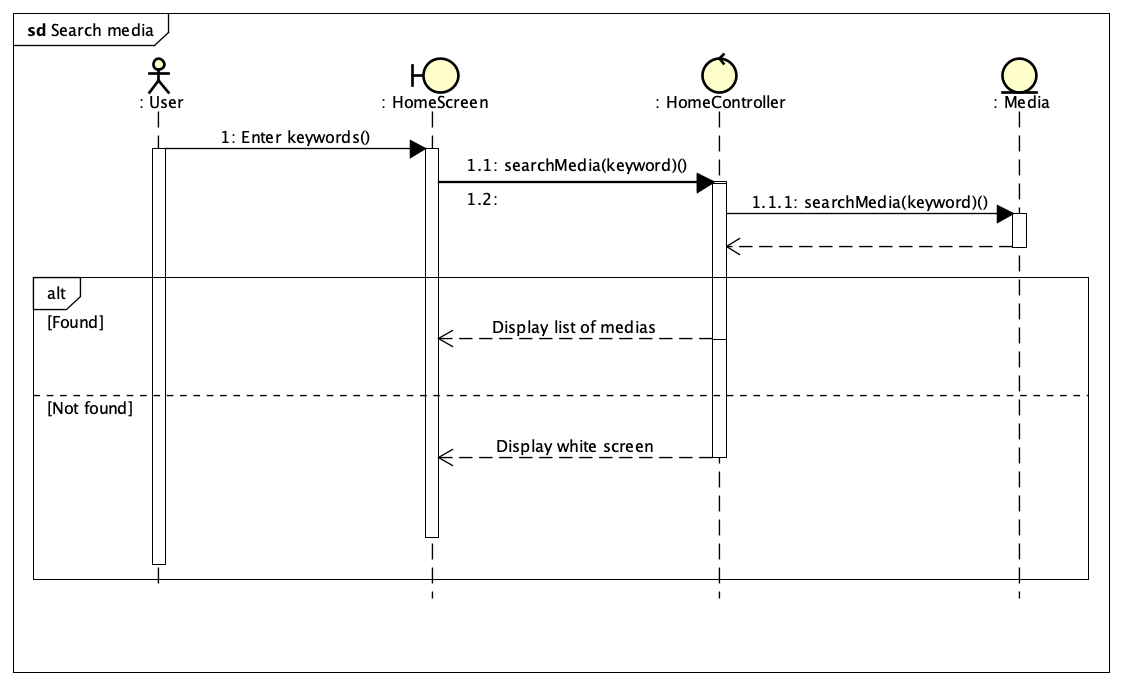 sd Search media
: User
: HomeScreen
: HomeController
: Media
1: Enter keywords()
1.1: searchMedia(keyword)()
1.2:
1.1.1: searchMedia(keyword)()
alt
[Found]
Display list of medias
[Not found]
Display white screen